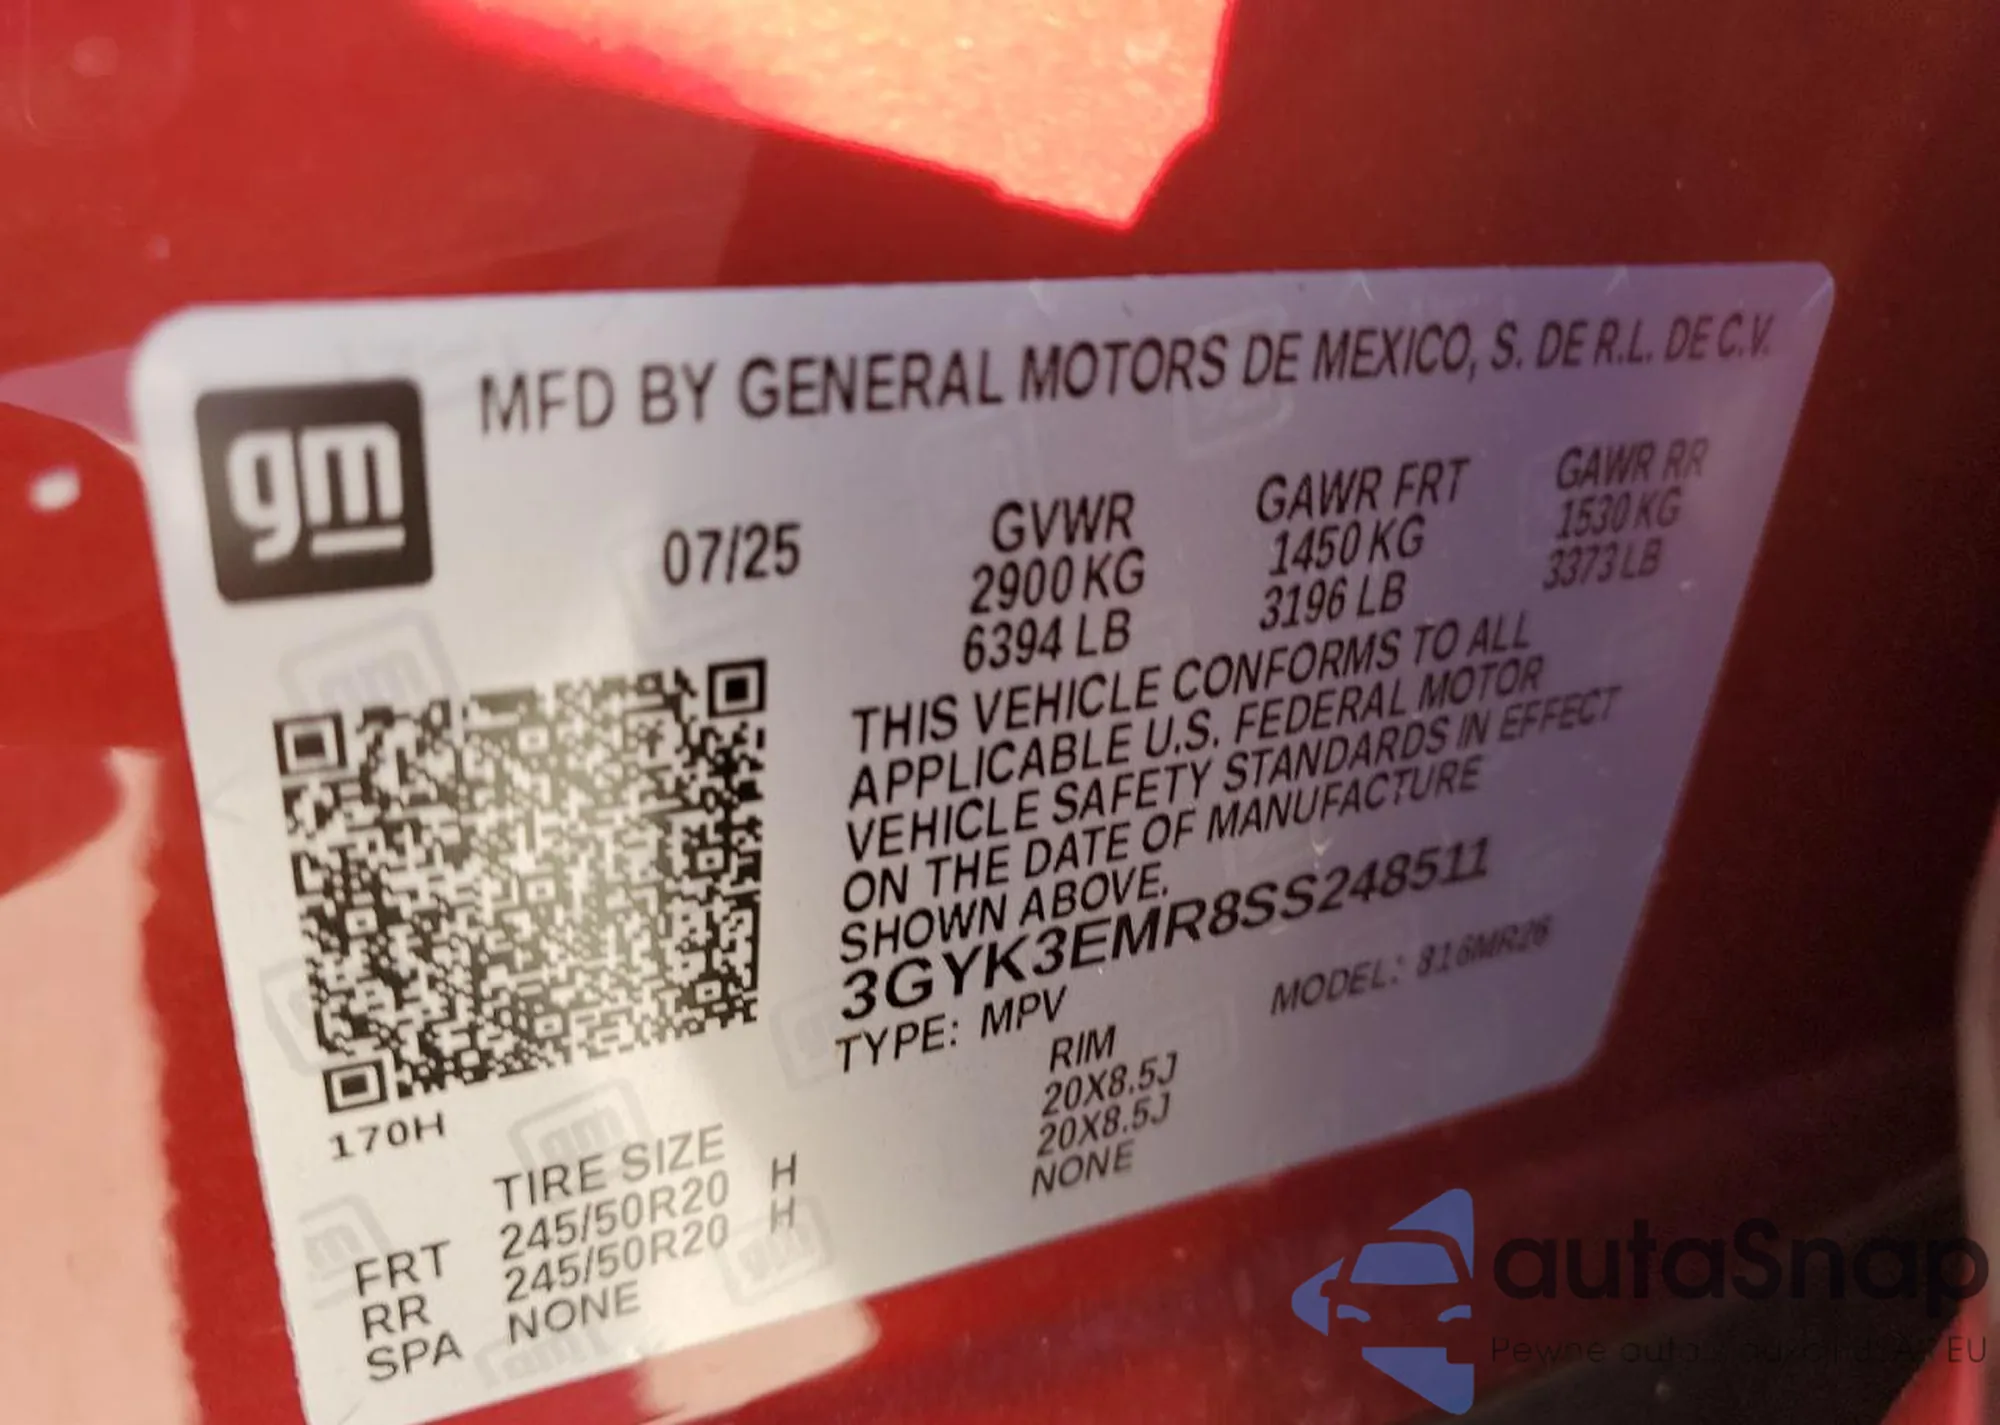 gm
MFD BY GENERAL MOTORS DE MEXICO, S. DE R.L. DE C.V.
07/25
GVWR GAWR FRT GAWR RR
2900 KG 1450 KG 1530 KG
6394 LB 3196 LB 3373 LB
THIS VEHICLE CONFORMS TO ALL
APPLICABLE U.S. FEDERAL MOTOR
VEHICLE SAFETY STANDARDS IN EFFECT
ON THE DATE OF MANUFACTURE
SHOWN ABOVE.
3GYK3EMR8SS248511
TYPE: MPV MODEL: 816MR26
170H
TIRE SIZE RIM
FRT 245/50R20 H 20X8.5J
RR 245/50R20 H 20X8.5J
SPA NONE NONE
autaSnap
Pewne auta z EU